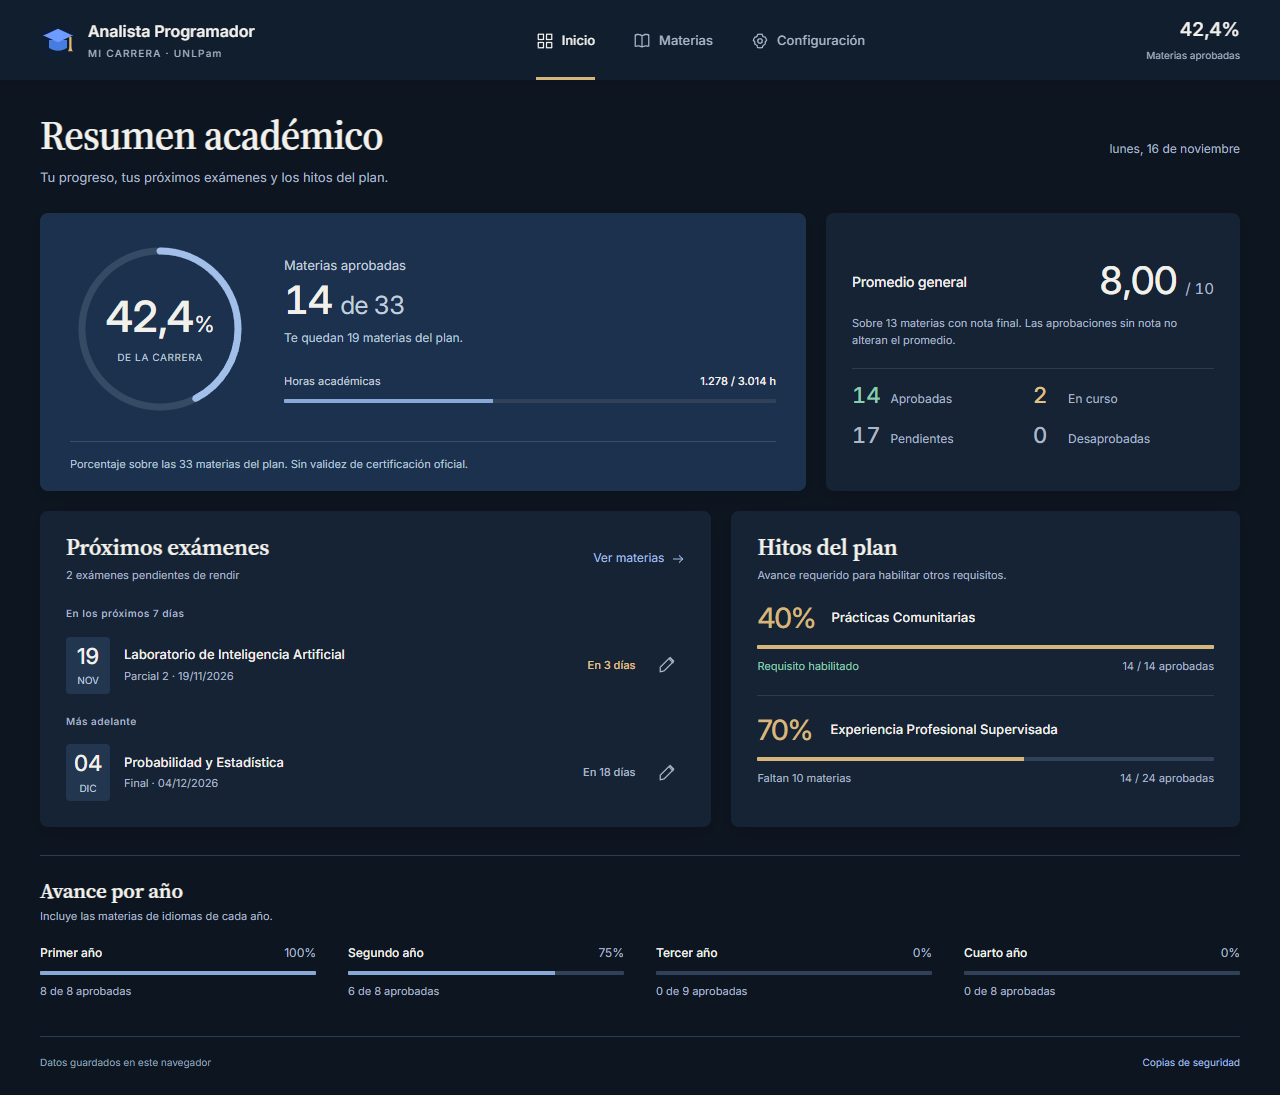 Analista Programador
MI CARRERA · UNLPam
Inicio
Materias
Configuración
42,4%
Materias aprobadas
Resumen académico
Tu progreso, tus próximos exámenes y los hitos del plan.
lunes, 16 de noviembre
42,4%
DE LA CARRERA
Materias aprobadas
14 de 33
Te quedan 19 materias del plan.
Horas académicas
1.278 / 3.014 h
Porcentaje sobre las 33 materias del plan. Sin validez de certificación oficial.
Promedio general
8,00 / 10
Sobre 13 materias con nota final. Las aprobaciones sin nota no
alteran el promedio.
14 Aprobadas
2 En curso
17 Pendientes
0 Desaprobadas
Próximos exámenes
2 exámenes pendientes de rendir
Ver materias →
En los próximos 7 días
19
NOV
Laboratorio de Inteligencia Artificial
Parcial 2 · 19/11/2026
En 3 días
Más adelante
04
DIC
Probabilidad y Estadística
Final · 04/12/2026
En 18 días
Hitos del plan
Avance requerido para habilitar otros requisitos.
40% Prácticas Comunitarias
Requisito habilitado
14 / 14 aprobadas
70% Experiencia Profesional Supervisada
Faltan 10 materias
14 / 24 aprobadas
Avance por año
Incluye las materias de idiomas de cada año.
Primer año 100%
8 de 8 aprobadas
Segundo año 75%
6 de 8 aprobadas
Tercer año 0%
0 de 9 aprobadas
Cuarto año 0%
0 de 8 aprobadas
Datos guardados en este navegador
Copias de seguridad